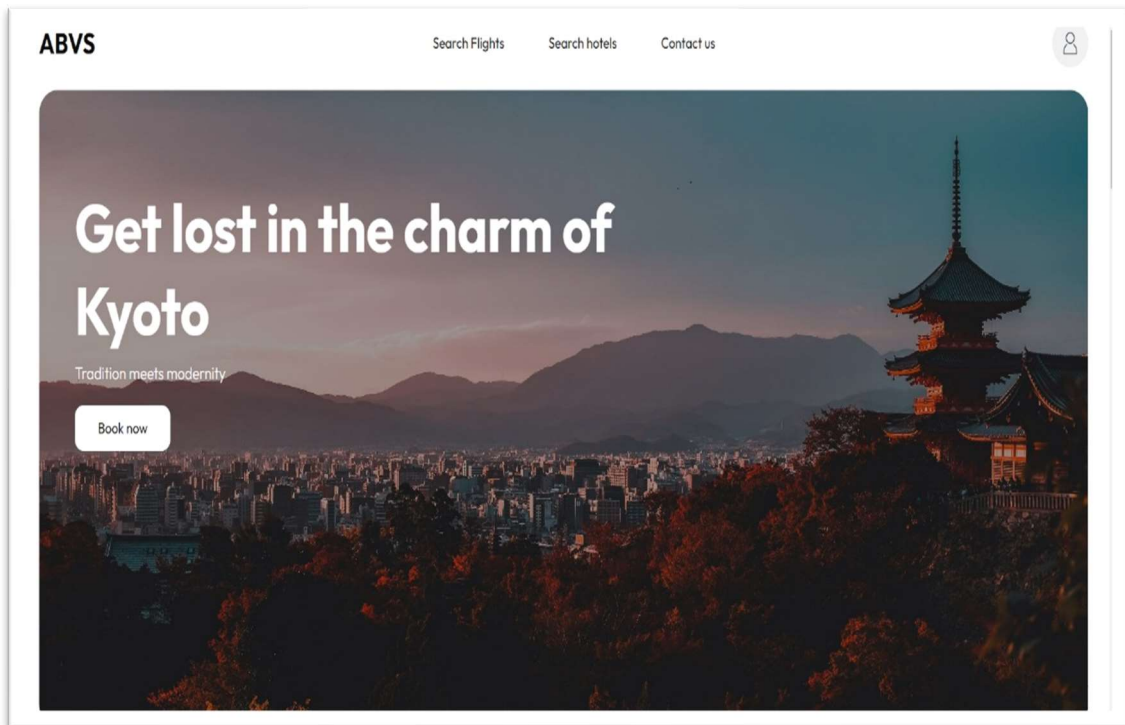 ABVS
Search Flights
Search hotels
Contact us
Get lost in the charm of
Kyoto
Tradition meets modernity
Book now